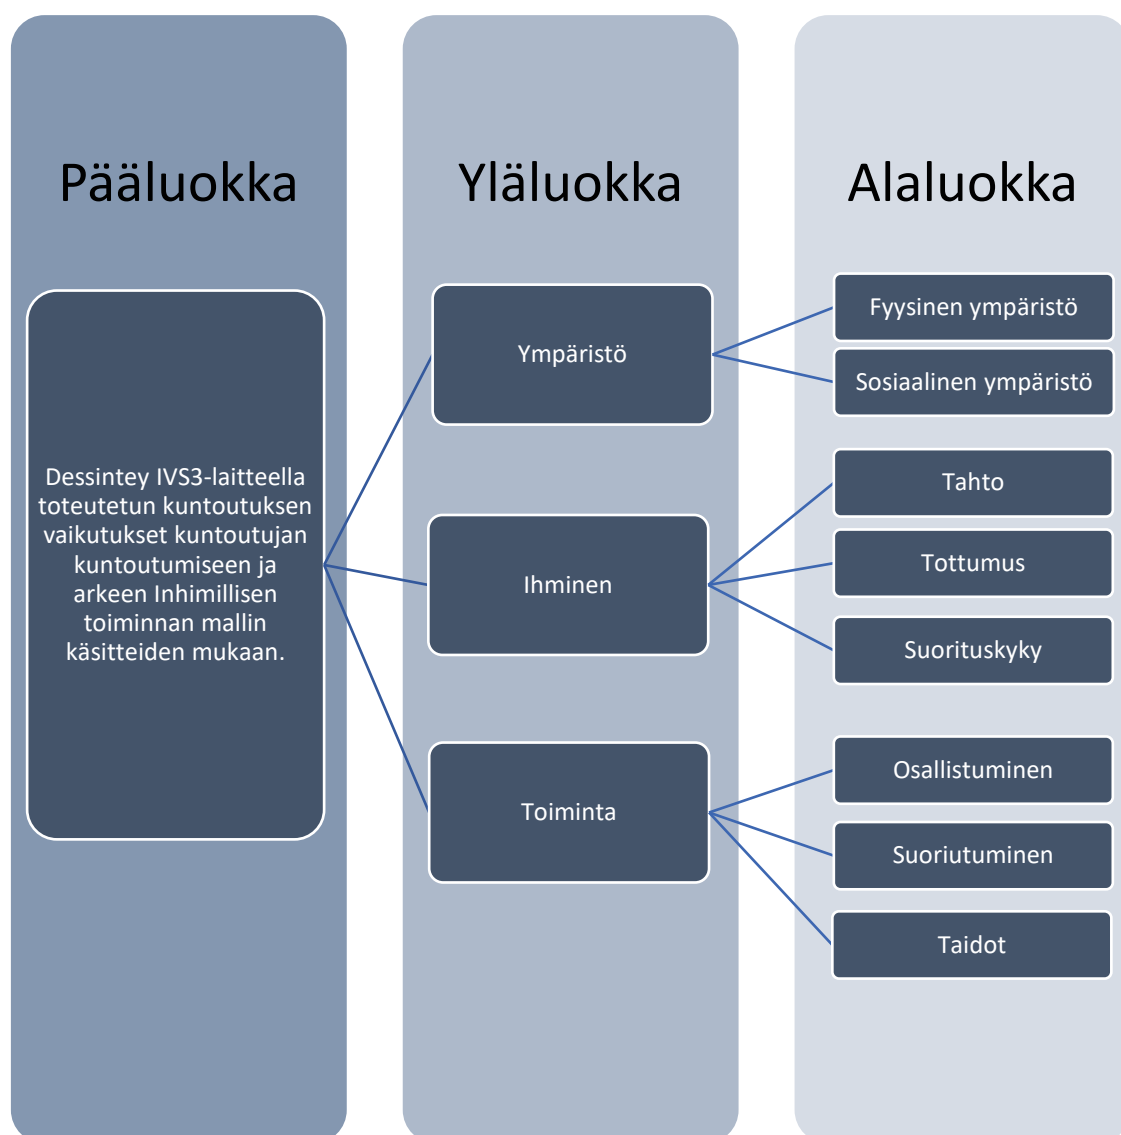 Pääluokka
Dessintey IVS3-laitteella
toteutetun kuntoutuksen
vaikutukset kuntoutujan
kuntoutumiseen ja
arkeen Inhimillisen
toiminnan mallin
käsitteiden mukaan.
Yläluokka
Ympäristö
Ihminen
Toiminta
Alaluokka
Fyysinen ympäristö
Sosiaalinen ympäristö
Tahto
Tottumus
Suorituskyky
Osallistuminen
Suoriutuminen
Taidot